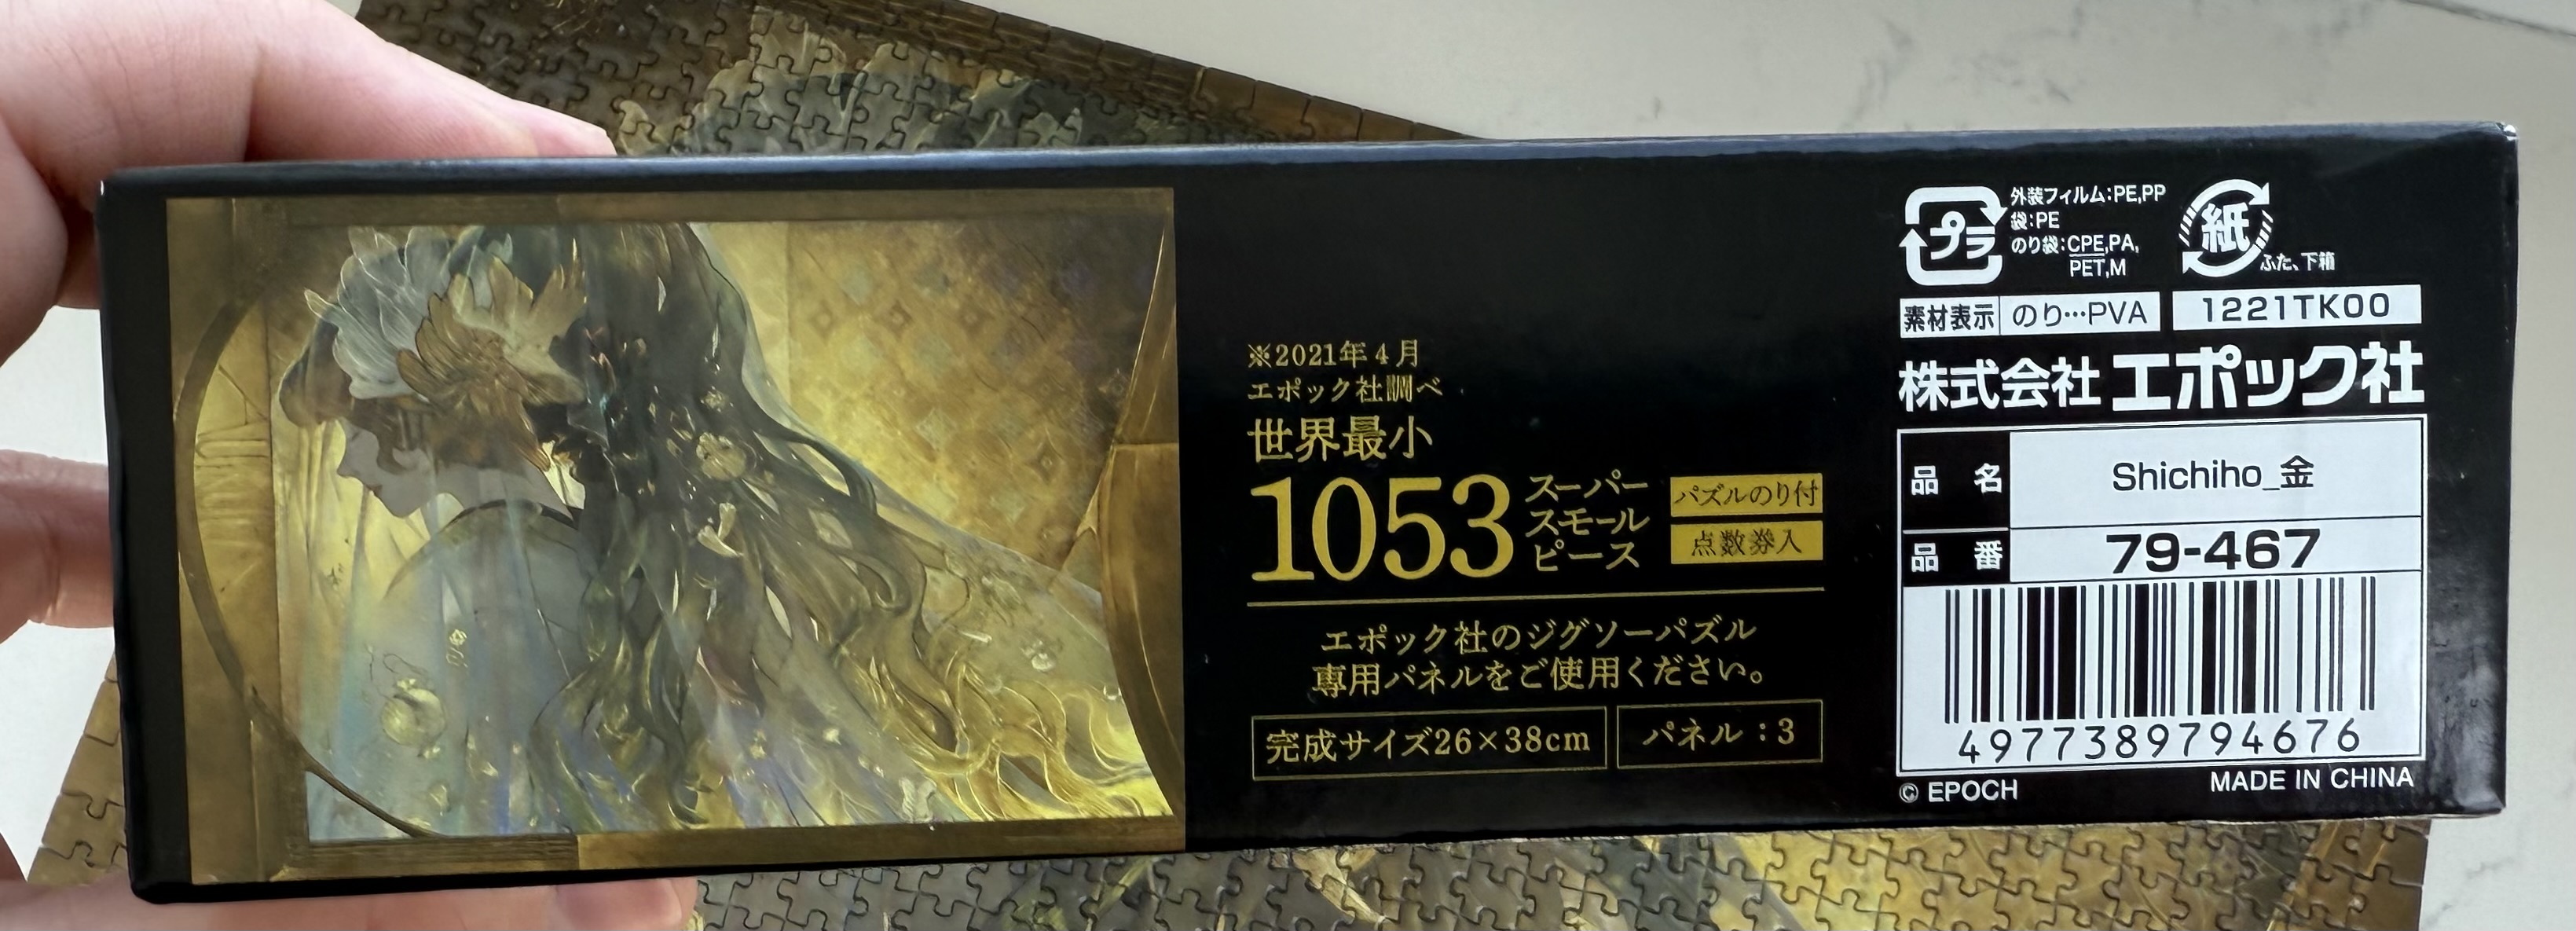 ※2021年4月
エポック社調べ
世界最小
1053
スーパー
スモール
ピース
パズルのり付
点数券入
エポック社のジグソーパズル
専用パネルをご使用ください。
完成サイズ26×38cm
パネル：3
プラ
外装フィルム:PE,PP
袋:PE
のり袋:CPE,PA,
PET,M
紙
ふた、下箱
素材表示 のり…PVA
1221TK00
株式会社エポック社
品名 Shichiho_金
品番 79-467
4977389794676
© EPOCH
MADE IN CHINA